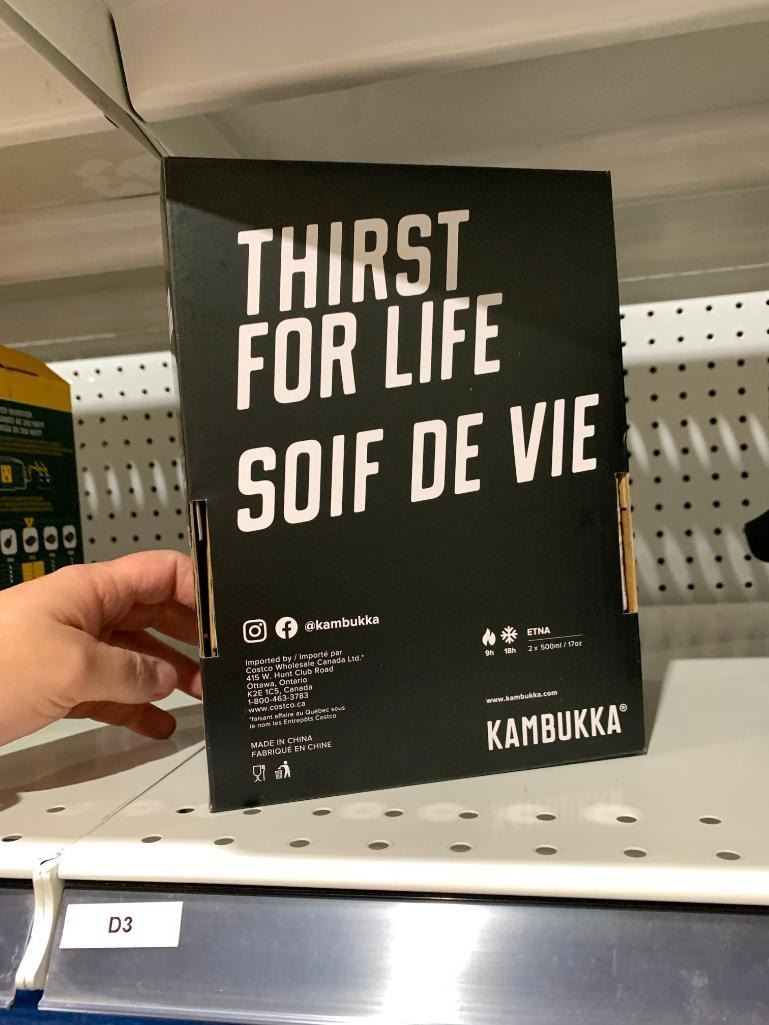 THIRST
FOR LIFE
SOIF DE VIE
@kambukka
Imported by / Importé par
Costco Wholesale Canada Ltd.*
415 W. Hunt Club Road
Ottawa, Ontario
K2E 1C5, Canada
1-800-463-3783
www.costco.ca
*faisant affaire au Québec sous
le nom les Entrepôts Costco
MADE IN CHINA
FABRIQUÉ EN CHINE
9h
18h
ETNA
2 x 500ml / 17oz
www.kambukka.com
KAMBUKKA®
D3